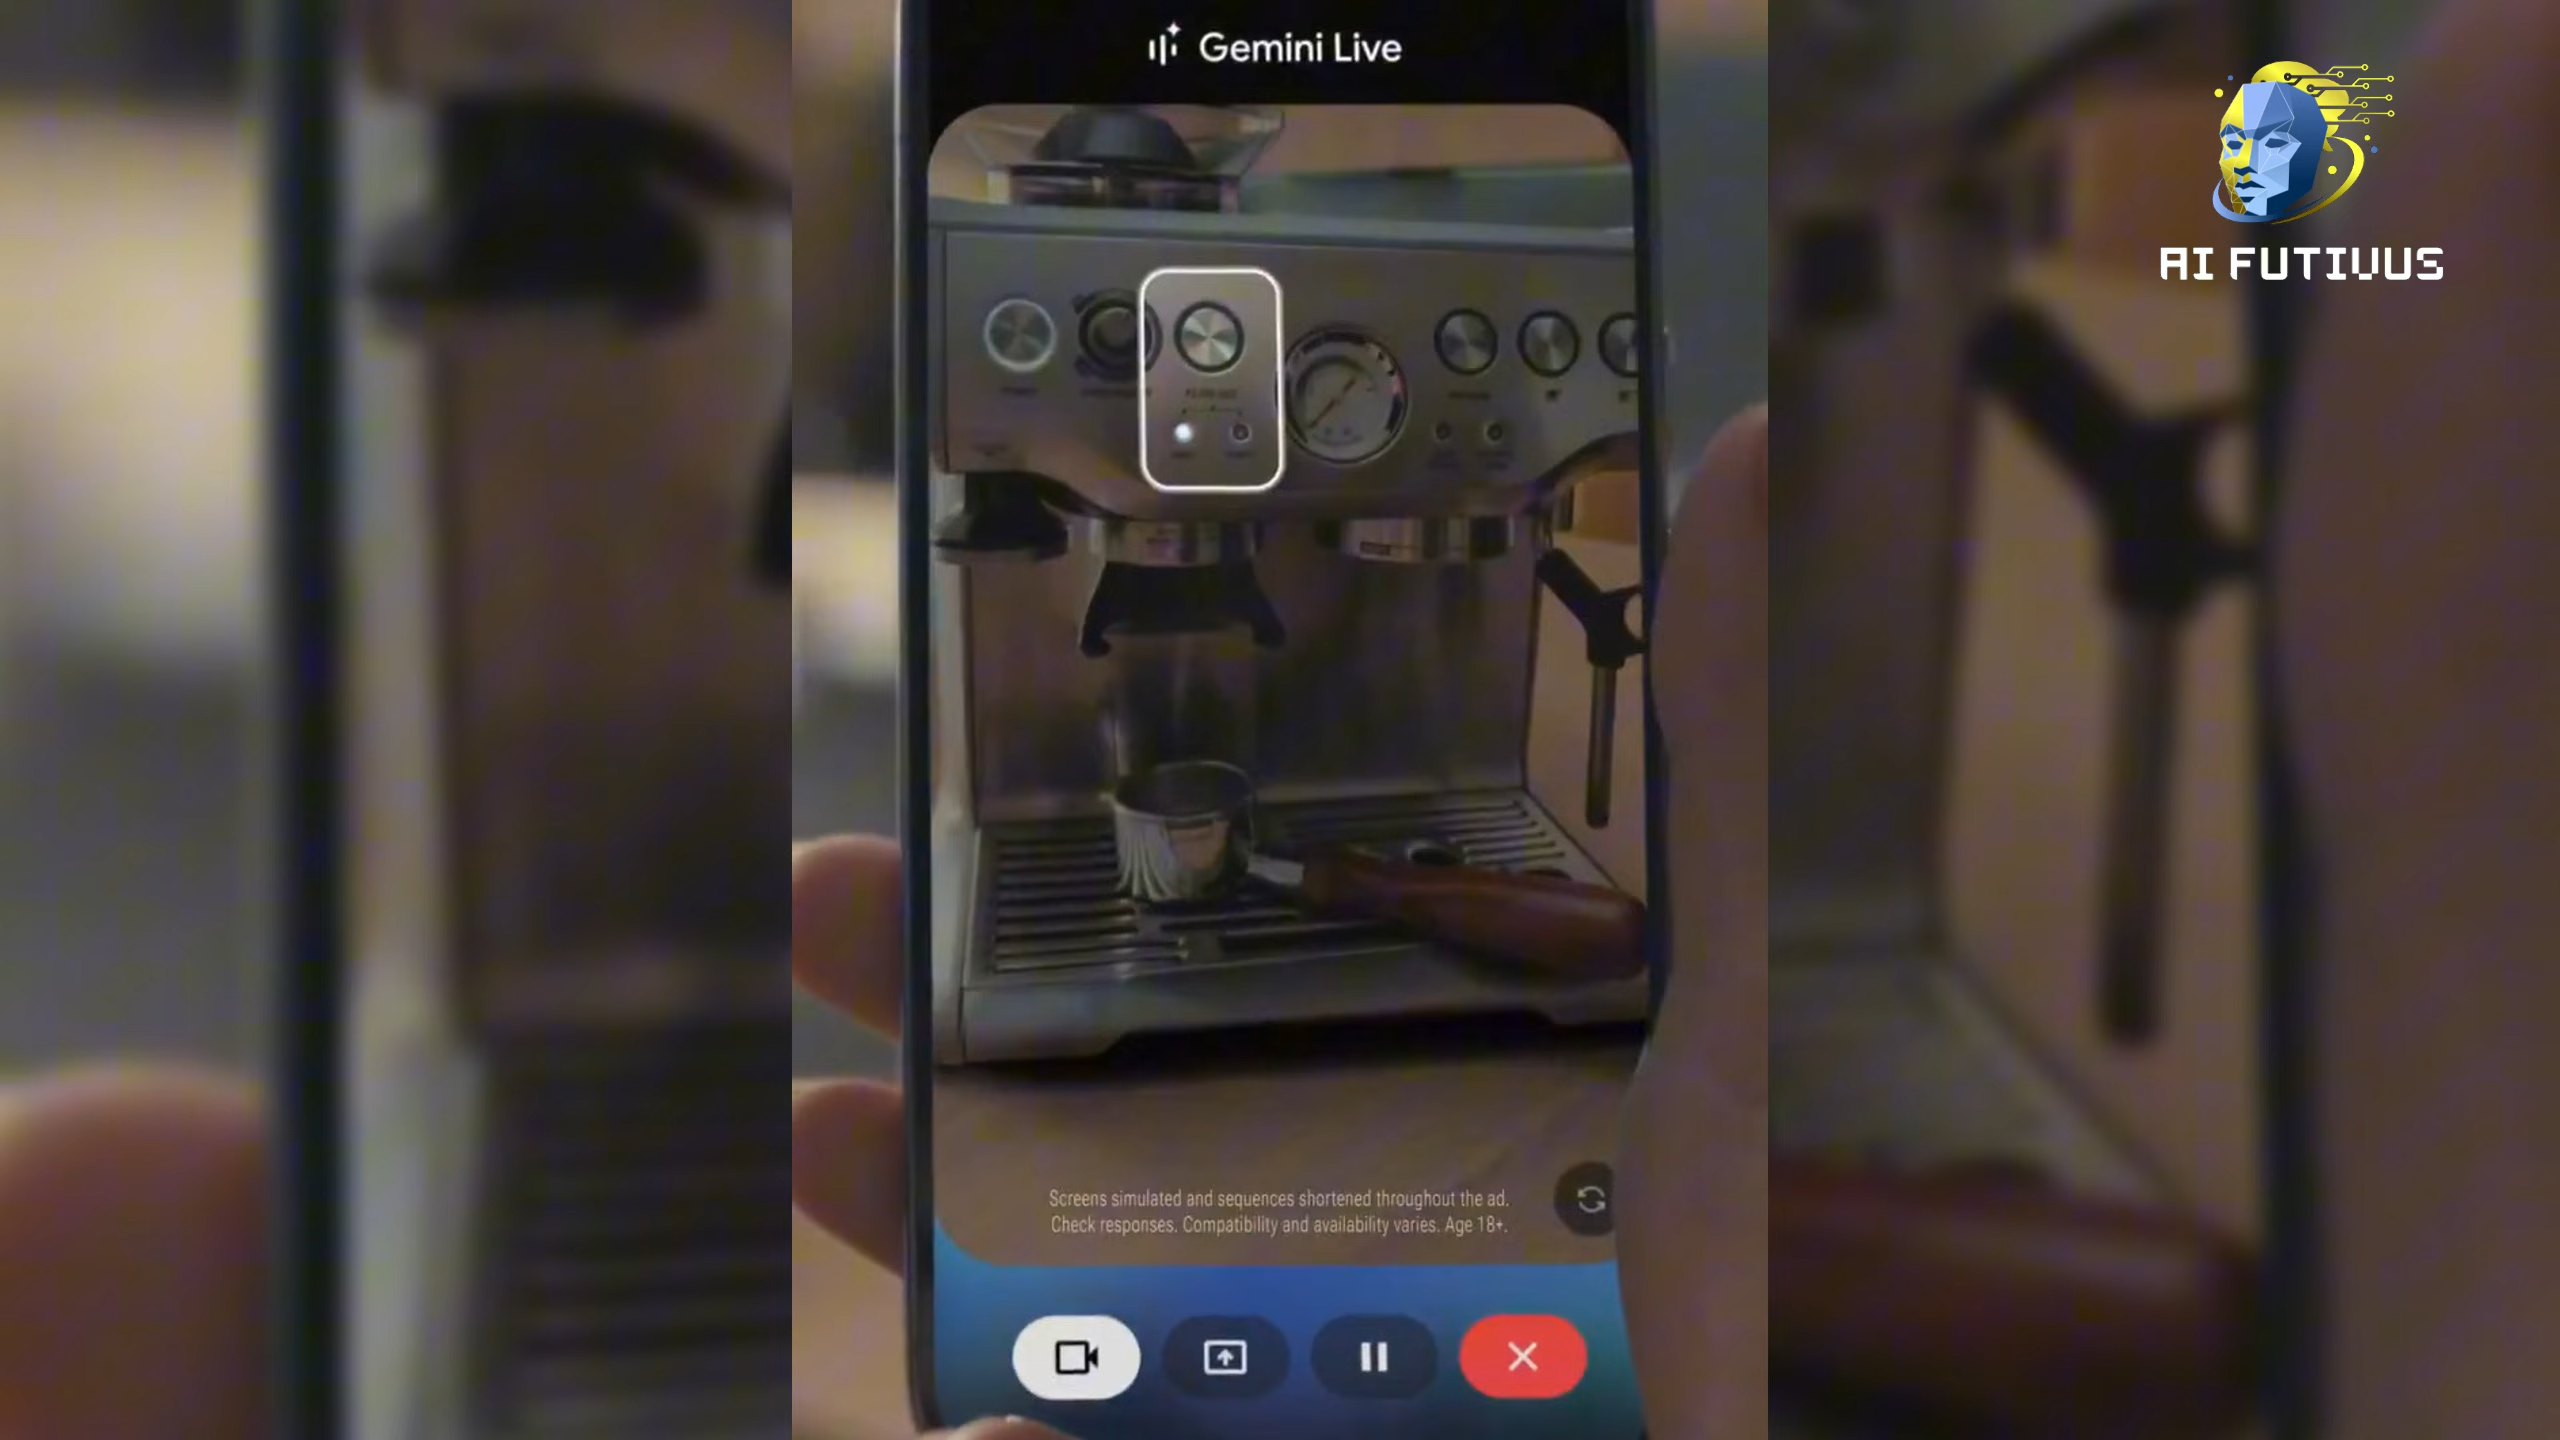 Gemini Live
AI FUTIVUS
Screens simulated and sequences shortened throughout the ad.
Check responses. Compatibility and availability varies. Age 18+.